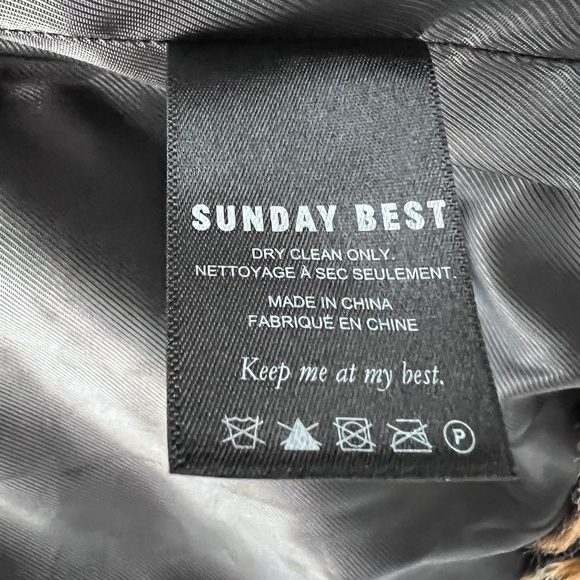 SUNDAY BEST
DRY CLEAN ONLY.
NETTOYAGE À SEC SEULEMENT.
MADE IN CHINA
FABRIQUÉ EN CHINE
Keep me at my best.
P